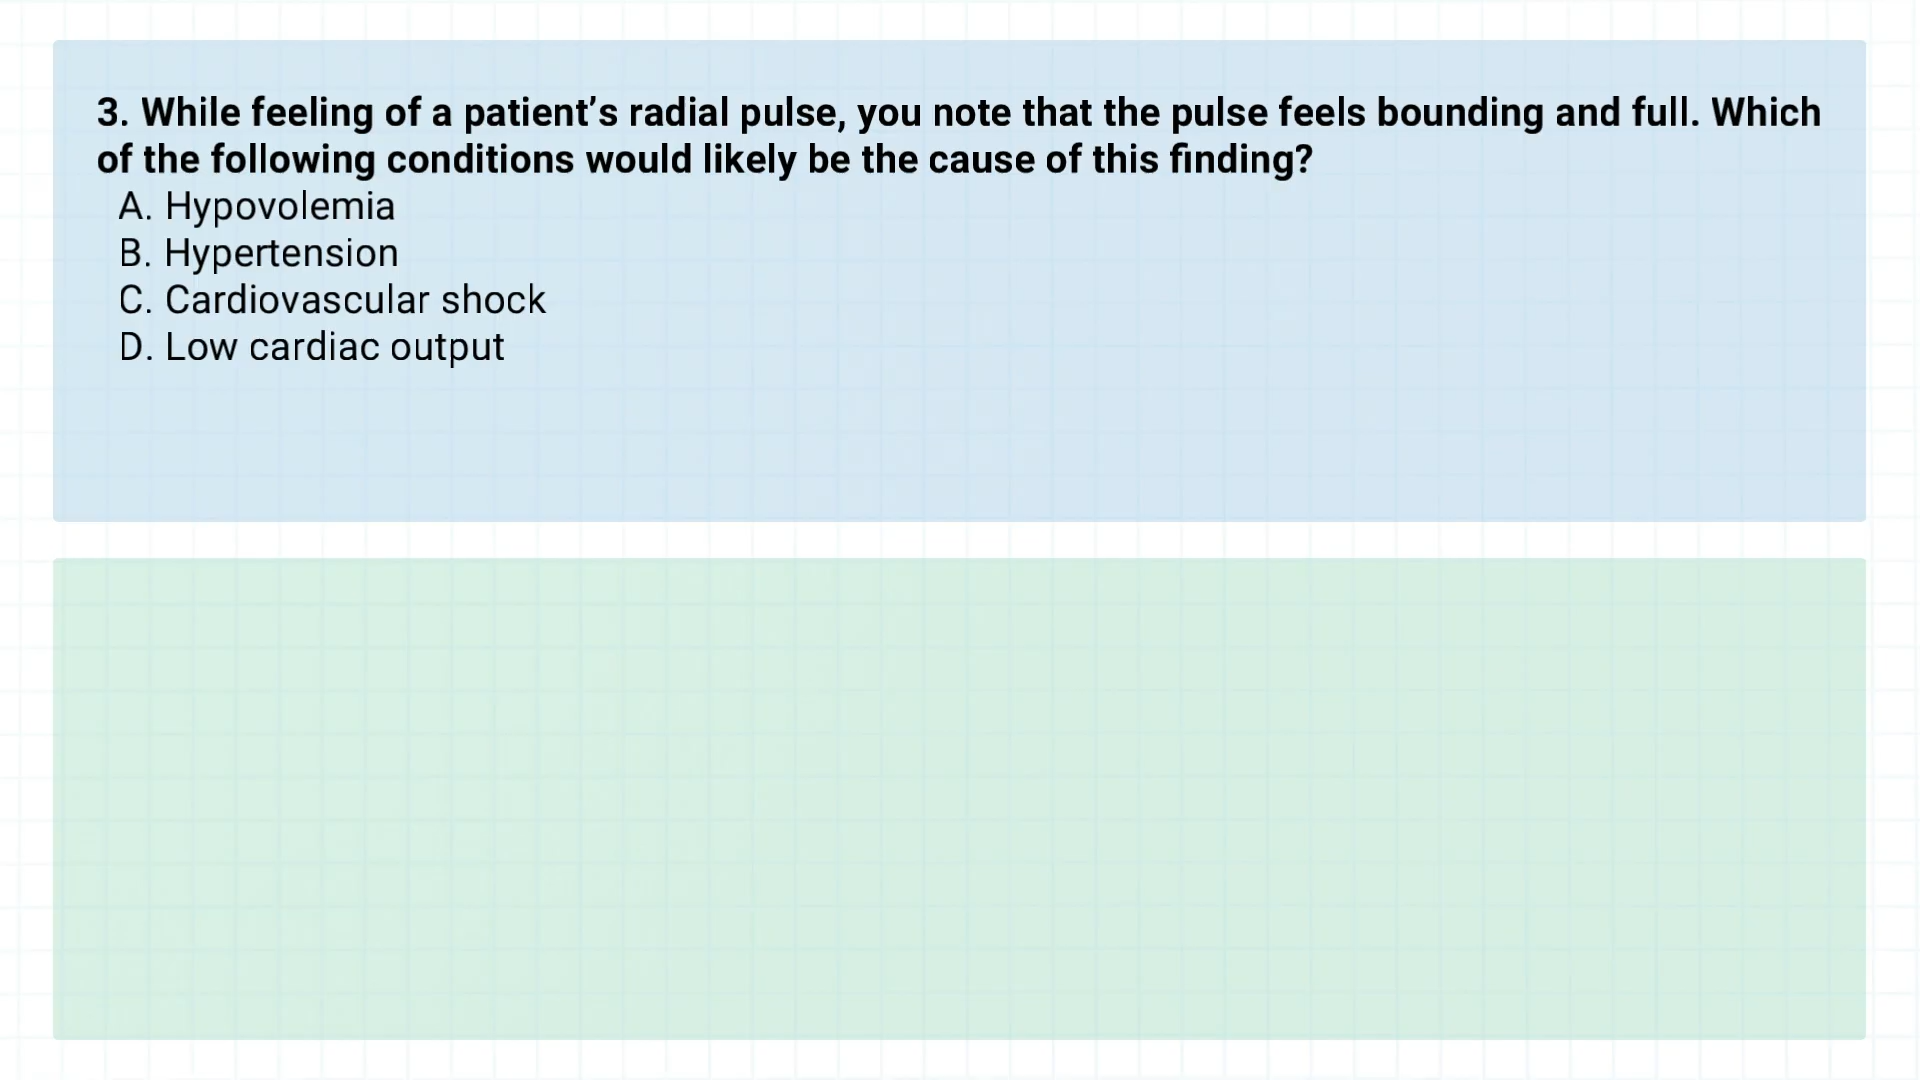 3. While feeling of a patient’s radial pulse, you note that the pulse feels bounding and full. Which
of the following conditions would likely be the cause of this finding?
A. Hypovolemia
B. Hypertension
C. Cardiovascular shock
D. Low cardiac output